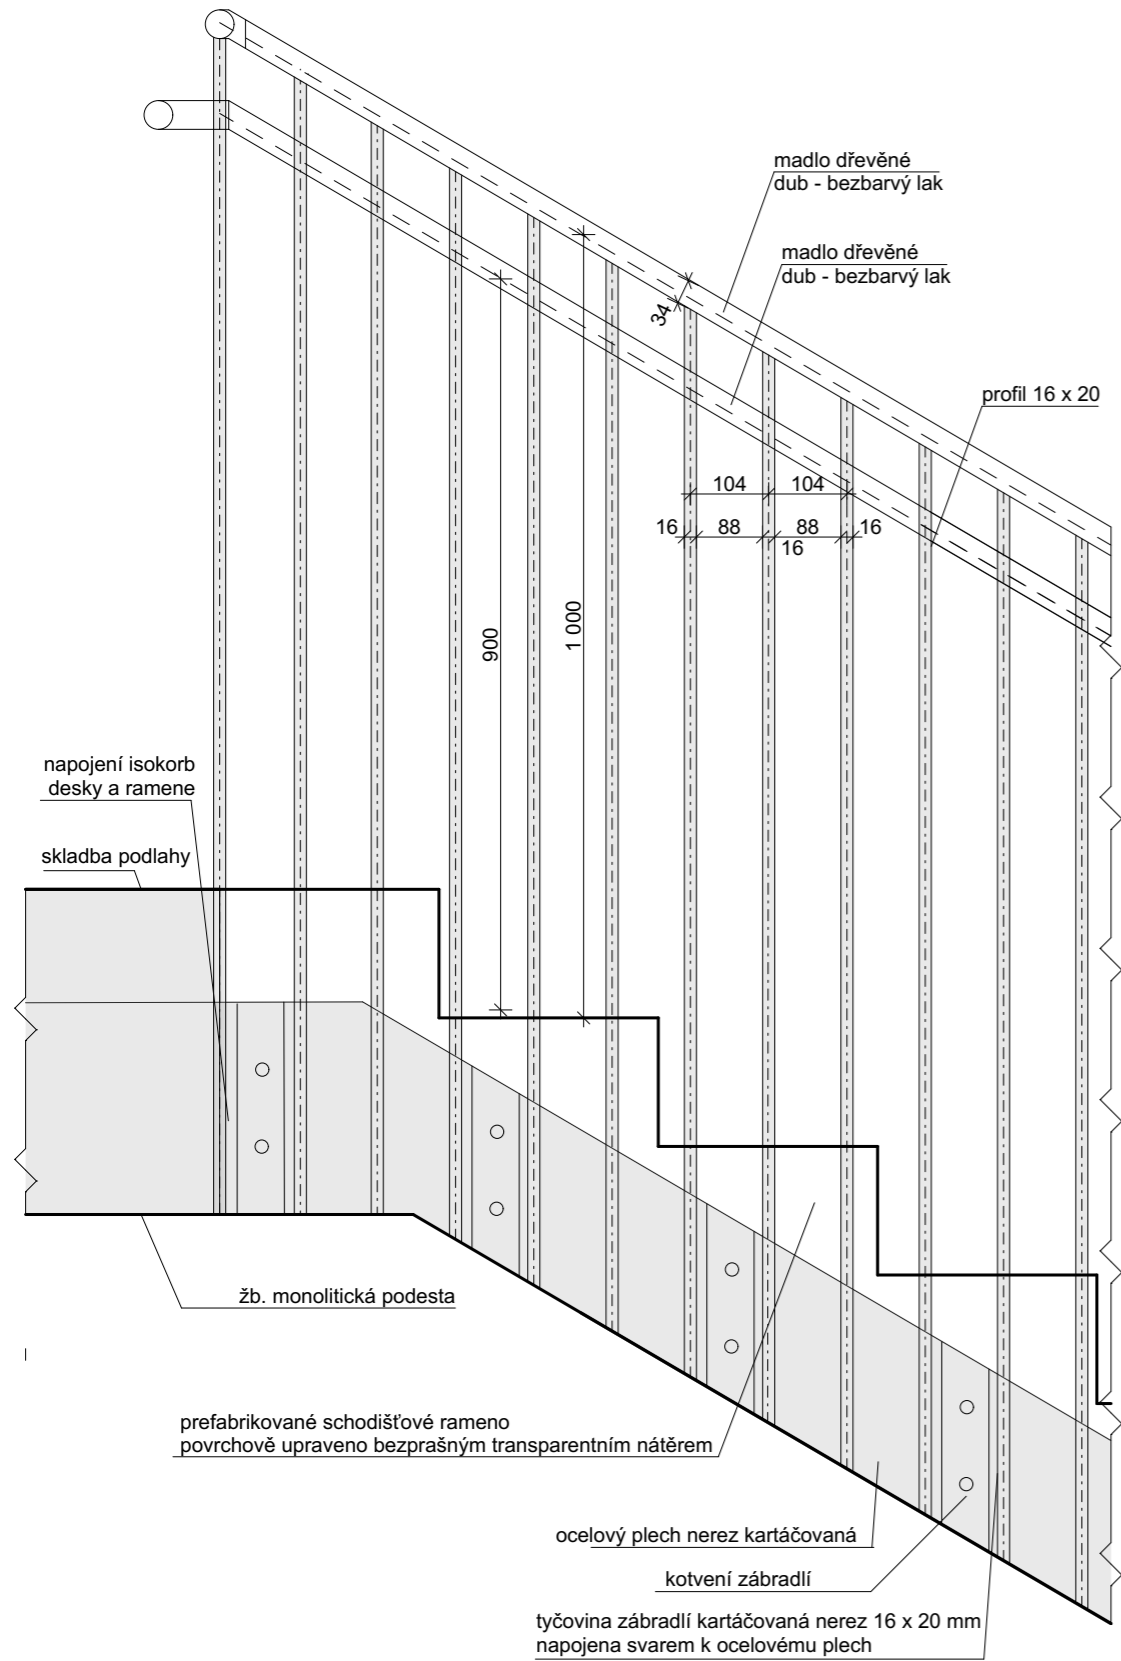 madlo dřevěné
dub - bezbarvý lak
madlo dřevěné
dub - bezbarvý lak
34
profil 16 x 20
104 104
16 88 88 16
16
900
1 000
napojení isokorb
desky a ramene
skladba podlahy
žb. monolitická podesta
prefabrikované schodišťové rameno
povrchově upraveno bezprašným transparentním nátěrem
ocelový plech nerez kartáčovaná
kotvení zábradlí
tyčovina zábradlí kartáčovaná nerez 16 x 20 mm
napojena svarem k ocelovému plech